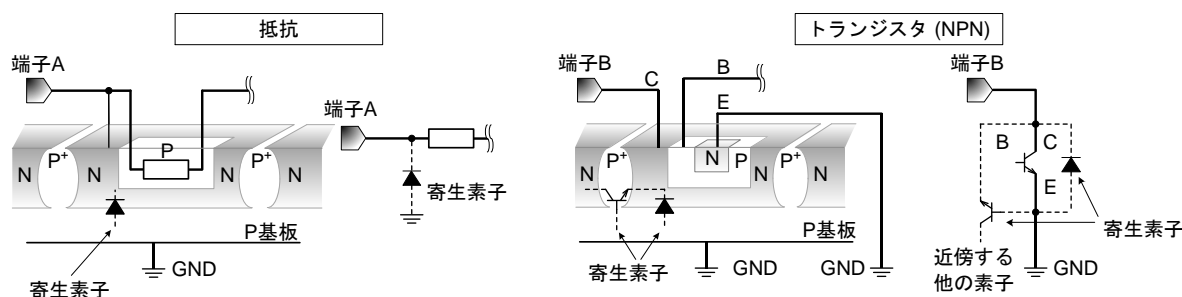 抵抗
トランジスタ (NPN)
端子A
端子A
P
N
P+
N
P+
N
N
寄生素子
P基板
GND
寄生素子
端子B
C
B
E
N
P+
N
N
P
P+
N
N
P基板
GND
GND
寄生素子
端子B
B
C
E
寄生素子
近傍する
他の素子
GND